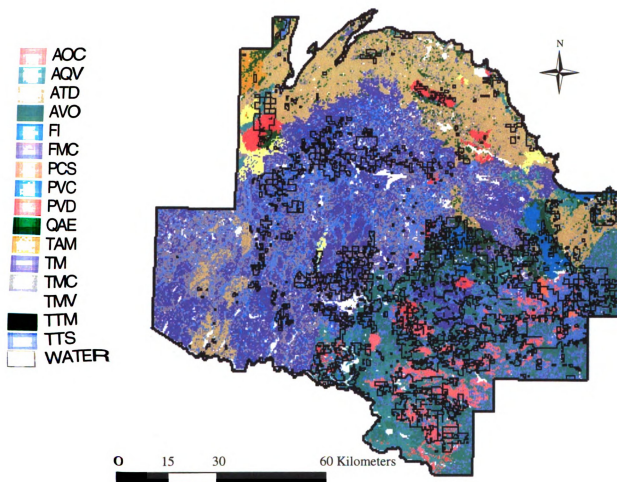 N
AOC
AQV
ATD
AVO
FI
FMC
PCS
PVC
PVD
QAE
TAM
TM
TMC
TMV
TTM
TTS
WATER
0 15 30 60 Kilometers